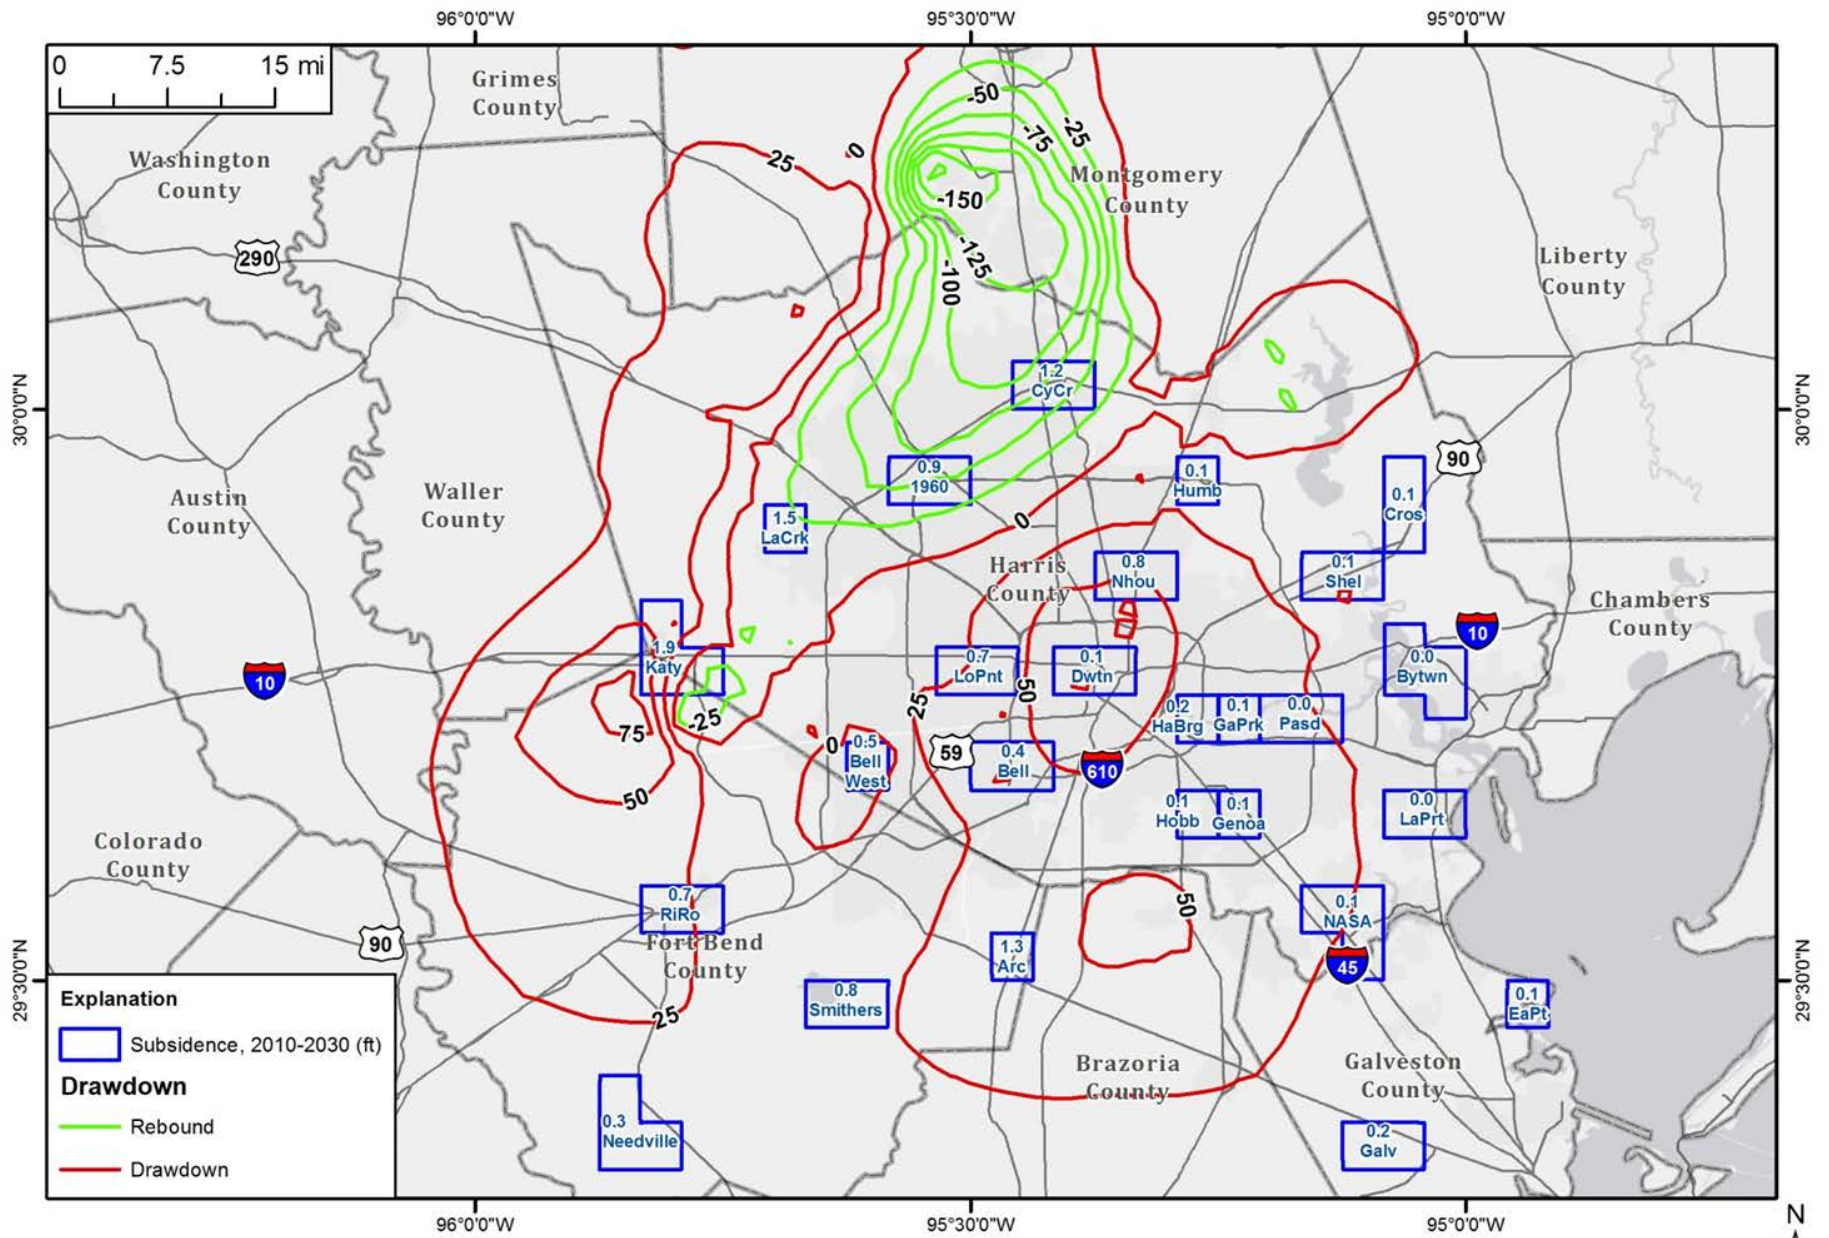 96°0'0"W
95°30'0"W
95°0'0"W
0
7.5
15 mi
Grimes
County
-50
-75
-25
Washington
County
25
0
Montgomery
County
-150
290
-125
-100
Liberty
County
30°0'0"N
30°0'0"N
1.2
CyCr
90
Waller
County
Austin
County
0.9
1960
0.1
Humb
0.1
Cros
1.5
LaCrk
0
Harris
County
0.8
Nhou
0.1
Shel
Chambers
County
10
1.9
Katy
0.7
LoPnt
0.1
Dwtn
0.0
Bytwn
10
50
25
-25
75
0.2
HaBrg
0.1
GaPrk
0.0
Pasd
0
0.5
Bell
West
59
0.4
Bell
610
50
0.1
Hobb
0.1
Genoa
0.0
LaPrt
Colorado
County
0.7
RiRo
50
0.1
NASA
90
Fort Bend
County
1.3
Arc
45
29°30'0"N
29°30'0"N
0.8
Smithers
0.1
EaPt
25
Explanation
Subsidence, 2010-2030 (ft)
Drawdown
Rebound
Drawdown
Brazoria
County
Galveston
County
0.3
Needville
0.2
Galv
96°0'0"W
95°30'0"W
95°0'0"W
N